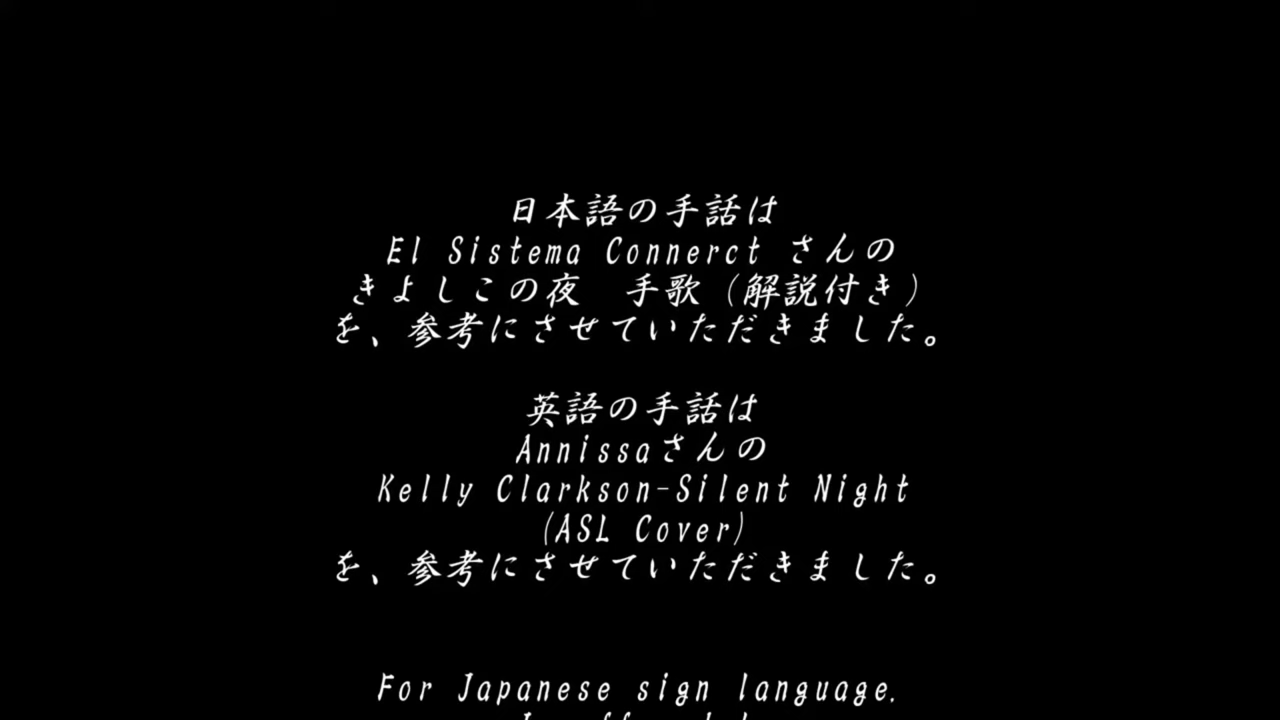 日本語の手話は
El Sistema Connerct さんの
きよしこの夜　手歌（解説付き）
を、参考にさせていただきました。
英語の手話は
Annissaさんの
Kelly Clarkson-Silent Night
(ASL Cover)
を、参考にさせていただきました。
For Japanese sign language.